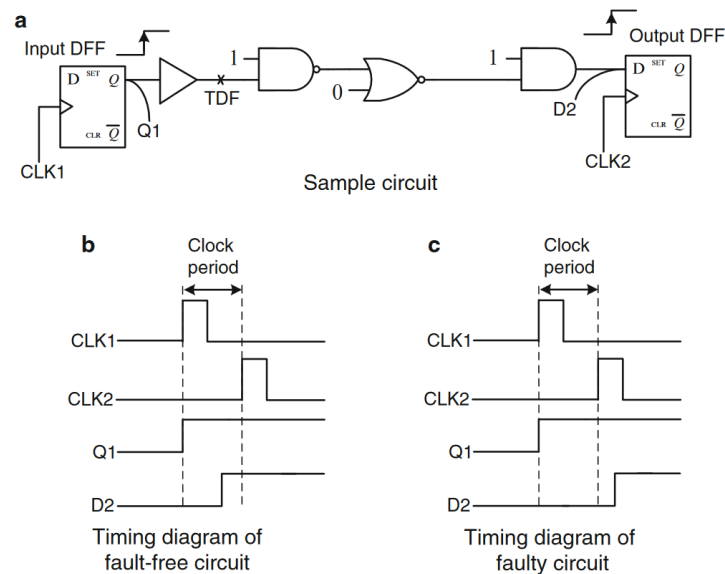 a
Input DFF
Output DFF
1
1
D SET Q
TDF
0
D2
D SET Q
CLR Q
Q1
CLR Q
CLK1
CLK2
Sample circuit
b
Clock
period
c
Clock
period
CLK1
CLK1
CLK2
CLK2
Q1
Q1
D2
D2
Timing diagram of
fault-free circuit
Timing diagram of
faulty circuit